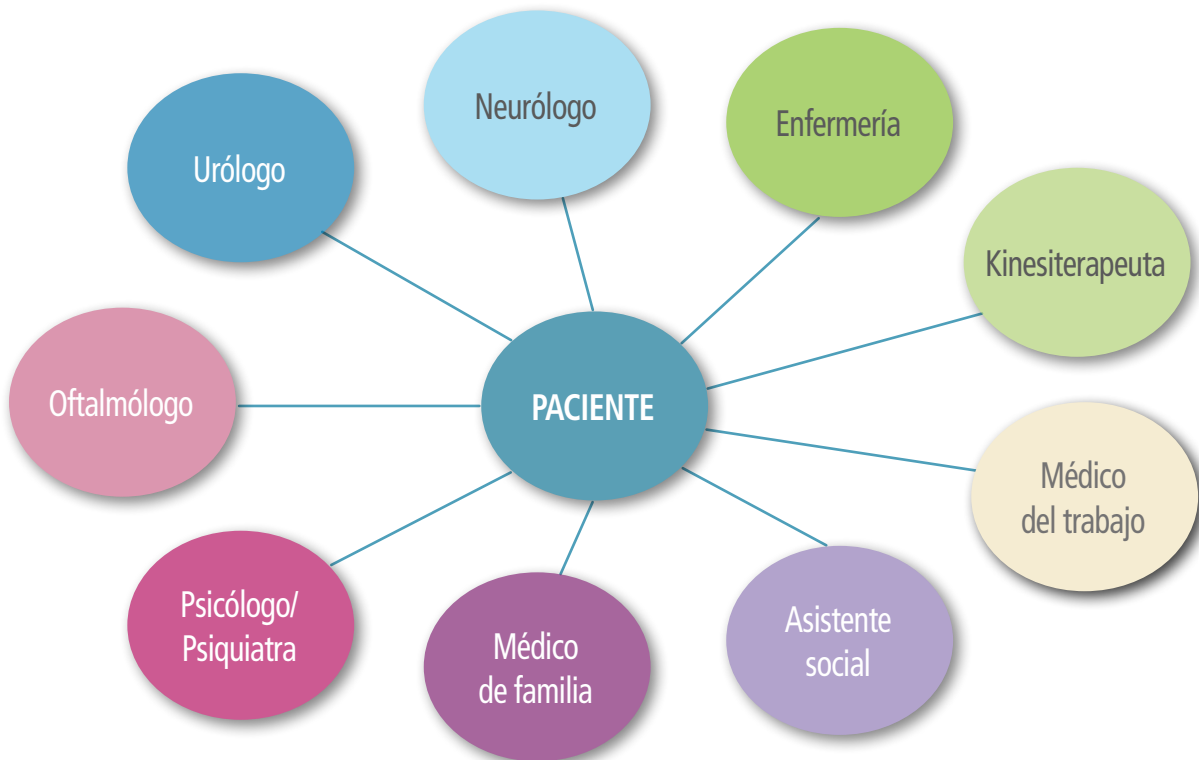 Neurólogo
Enfermería
Urólogo
Kinesiterapeuta
Oftalmólogo
PACIENTE
Médico
del trabajo
Psicólogo/
Psiquiatra
Médico
de familia
Asistente
social